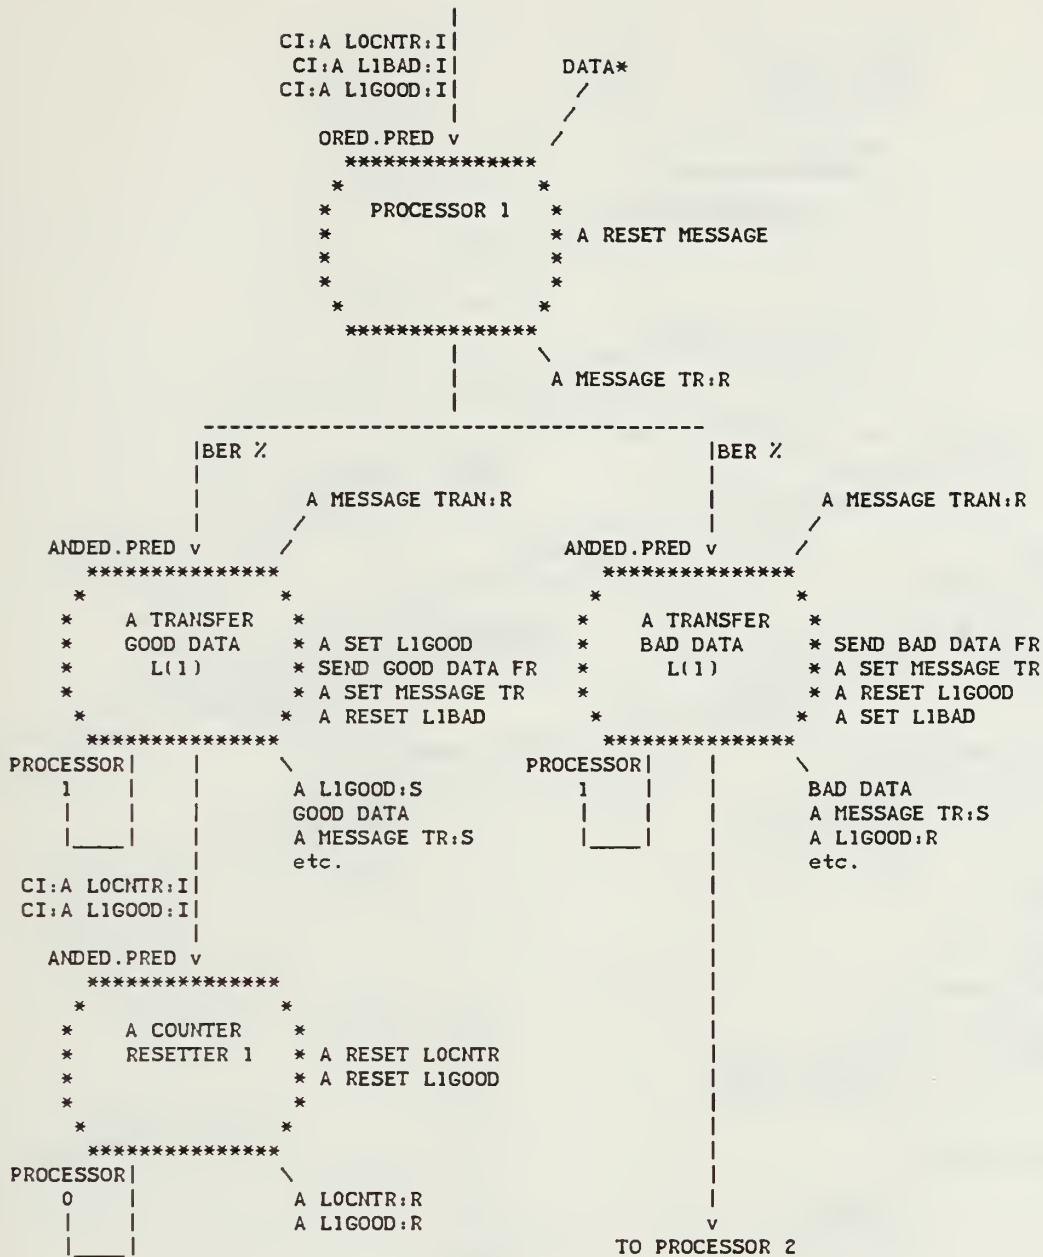 CI:A LOCNTR:I
CI:A L1BAD:I DATA*
CI:A L1GOOD:I
ORED.PRED v
PROCESSOR 1
A RESET MESSAGE
A MESSAGE TR:R
BER % BER %
A MESSAGE TRAN:R A MESSAGE TRAN:R
ANDED.PRED v ANDED.PRED v
A TRANSFER A TRANSFER
GOOD DATA A SET L1GOOD BAD DATA SEND BAD DATA FR
L(1) SEND GOOD DATA FR L(1) A SET MESSAGE TR
A SET MESSAGE TR A RESET L1GOOD
A RESET L1BAD A SET L1BAD
PROCESSOR PROCESSOR
1 A L1GOOD:S 1 BAD DATA
GOOD DATA A MESSAGE TR:S
A MESSAGE TR:S A L1GOOD:R
etc. etc.
CI:A LOCNTR:I
CI:A L1GOOD:I
ANDED.PRED v
A COUNTER
RESETTER 1 A RESET LOCNTR
A RESET L1GOOD
PROCESSOR
0 A LOCNTR:R
A L1GOOD:R v
TO PROCESSOR 2